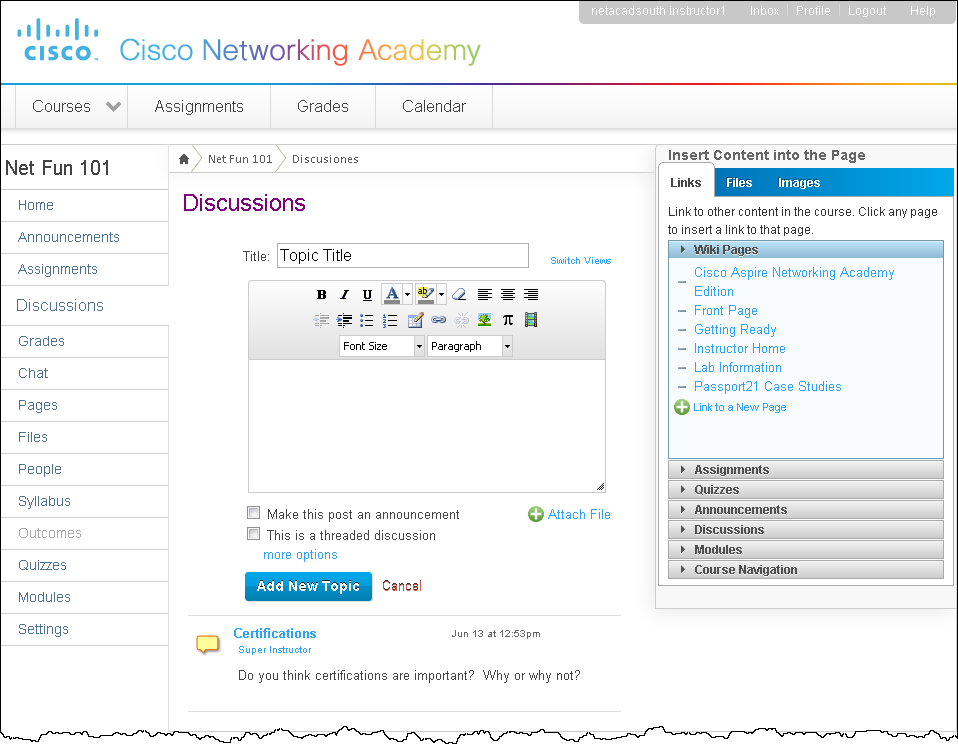 netacadsouth instructor1 Inbox Profile Logout Help
cisco.
Cisco Networking Academy
Courses Assignments Grades Calendar
Net Fun 101
Home
Announcements
Assignments
Discussions
Grades
Chat
Pages
Files
People
Syllabus
Outcomes
Quizzes
Modules
Settings
Net Fun 101 Discusiones
Discussions
Title: Topic Title
Switch Views
B I U A ab
π
Font Size Paragraph
Make this post an announcement
Attach File
This is a threaded discussion
more options
Add New Topic Cancel
Certifications Jun 13 at 12:53pm
Super Instructor
Do you think certifications are important? Why or why not?
Insert Content into the Page
Links Files Images
Link to other content in the course. Click any page
to insert a link to that page.
Wiki Pages
Cisco Aspire Networking Academy
Edition
Front Page
Getting Ready
Instructor Home
Lab Information
Passport21 Case Studies
Link to a New Page
Assignments
Quizzes
Announcements
Discussions
Modules
Course Navigation